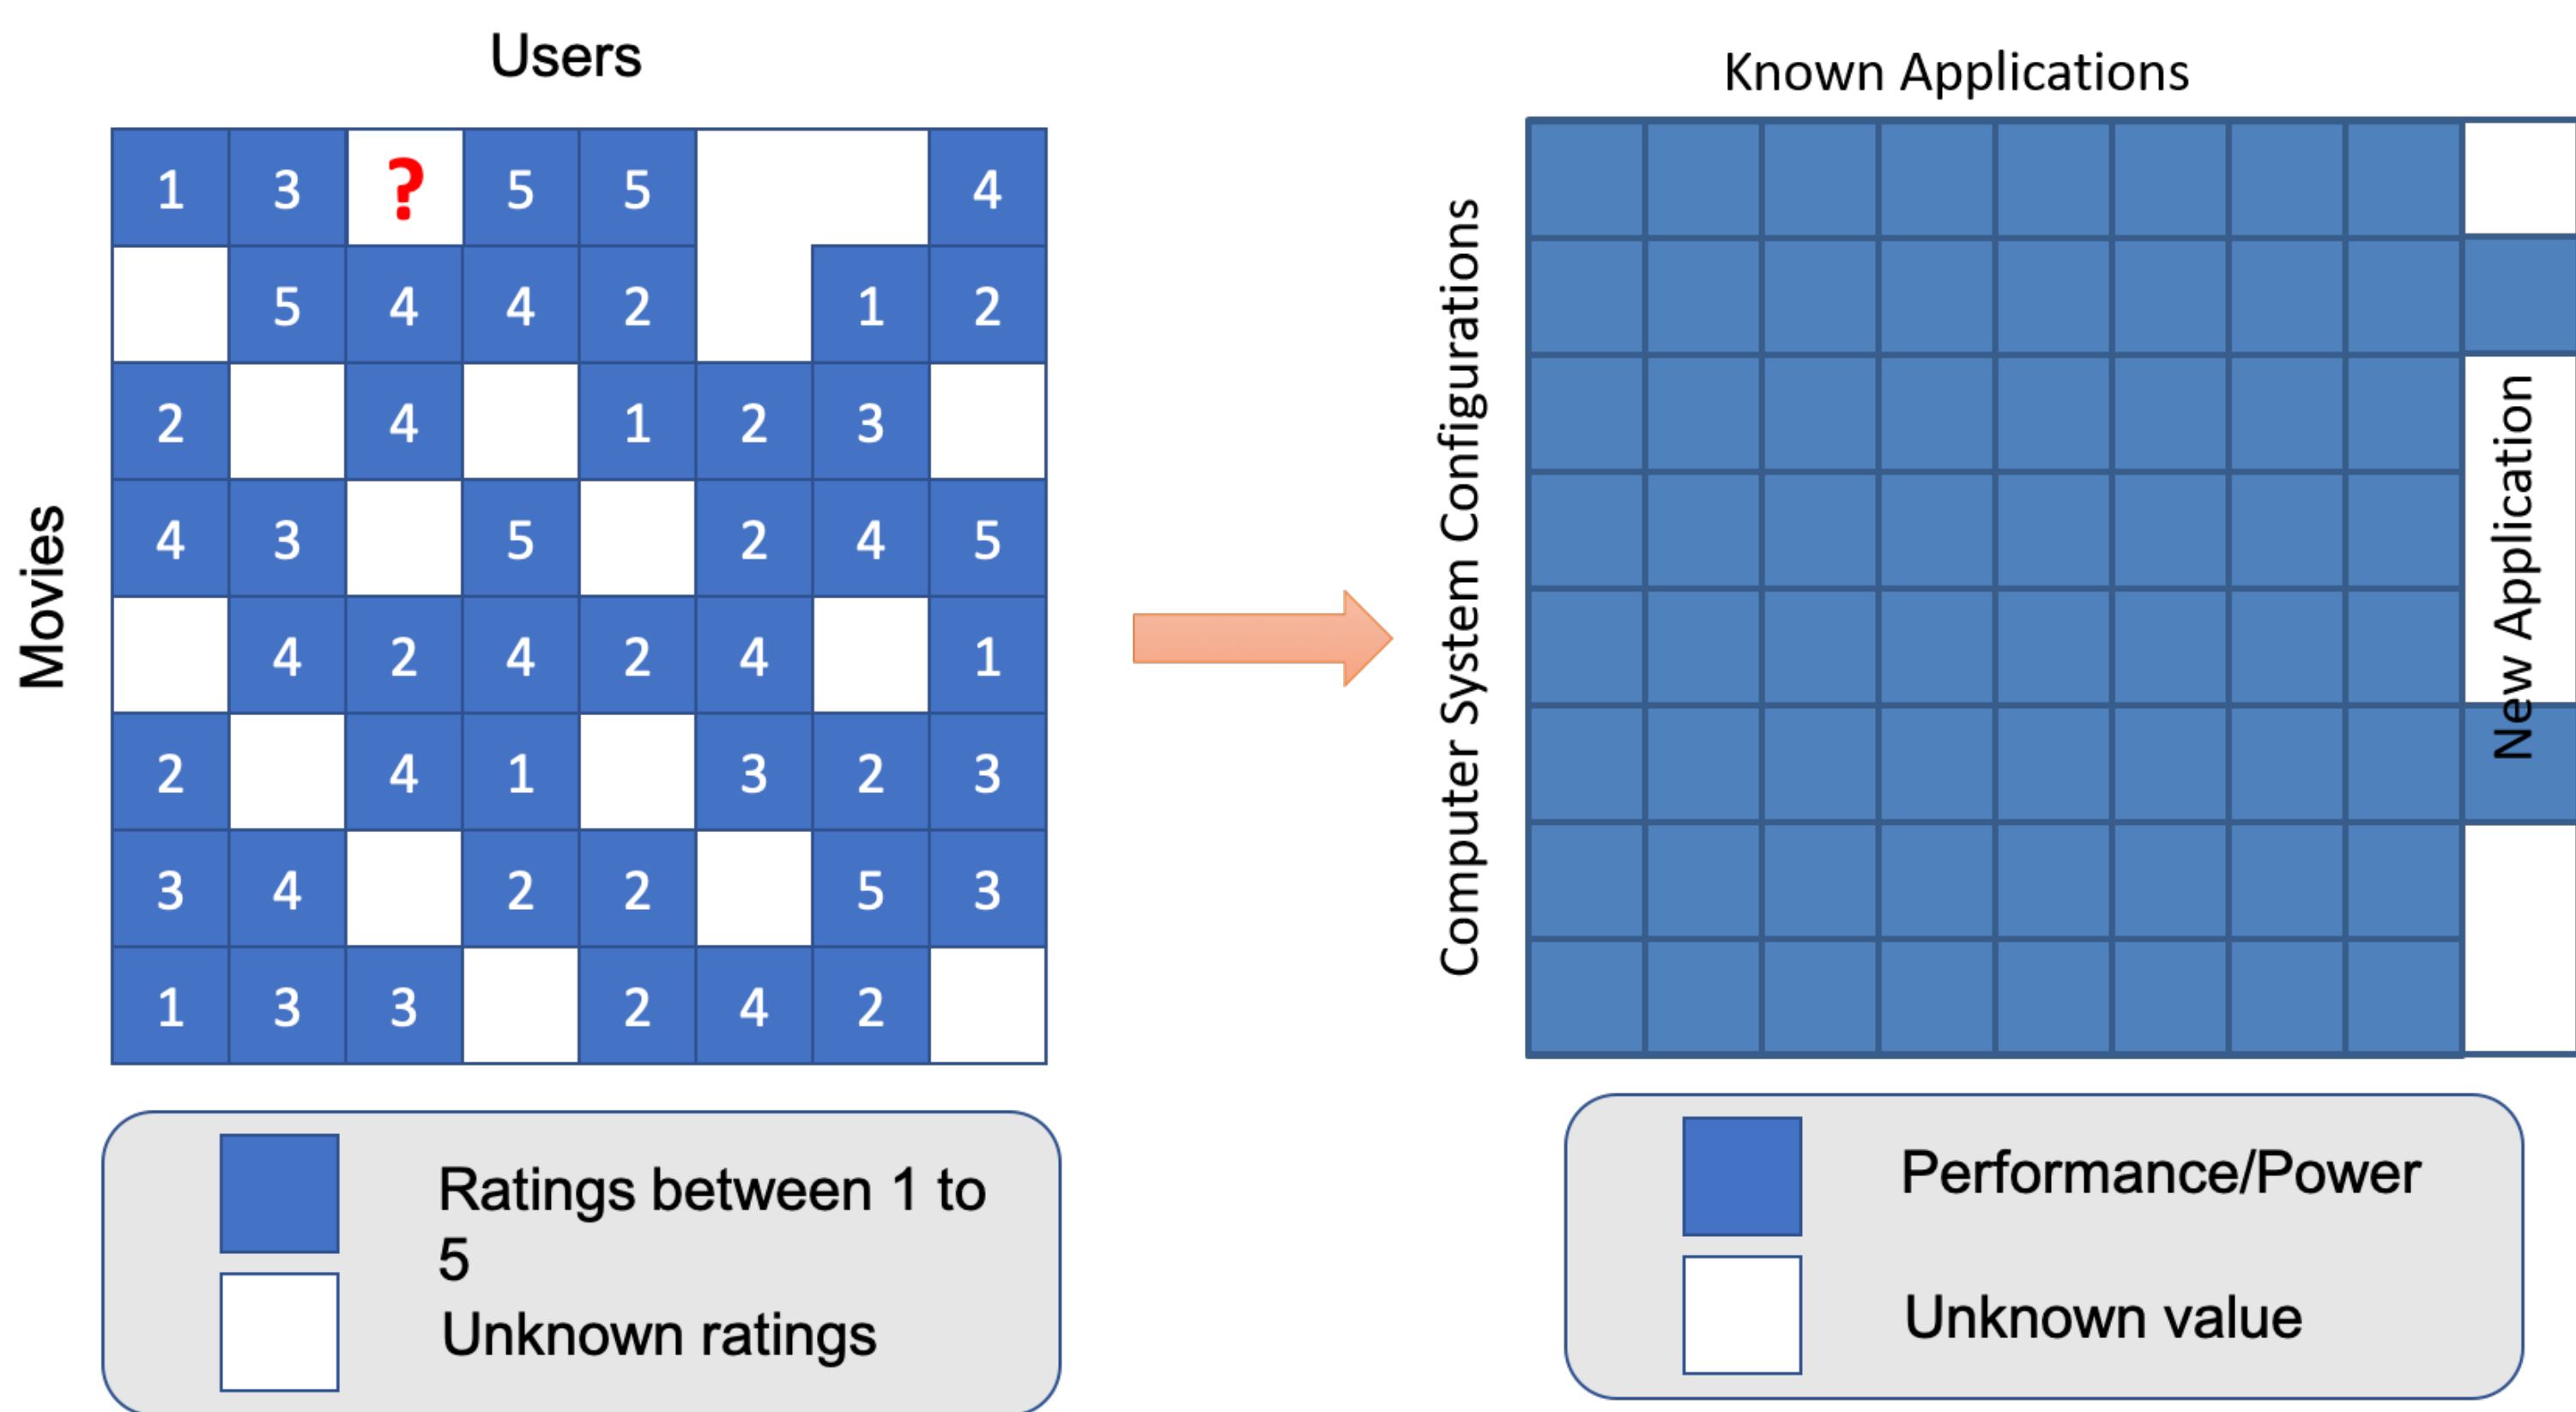 Users
Movies
1 3 ? 5 5 4
5 4 4 2 1 2
2 4 1 2 3
4 3 5 2 4 5
4 2 4 2 4 1
2 4 1 3 2 3
3 4 2 2 5 3
1 3 3 2 4 2
Ratings between 1 to
5
Unknown ratings
Known Applications
Computer System Configurations
New Application
Performance/Power
Unknown value